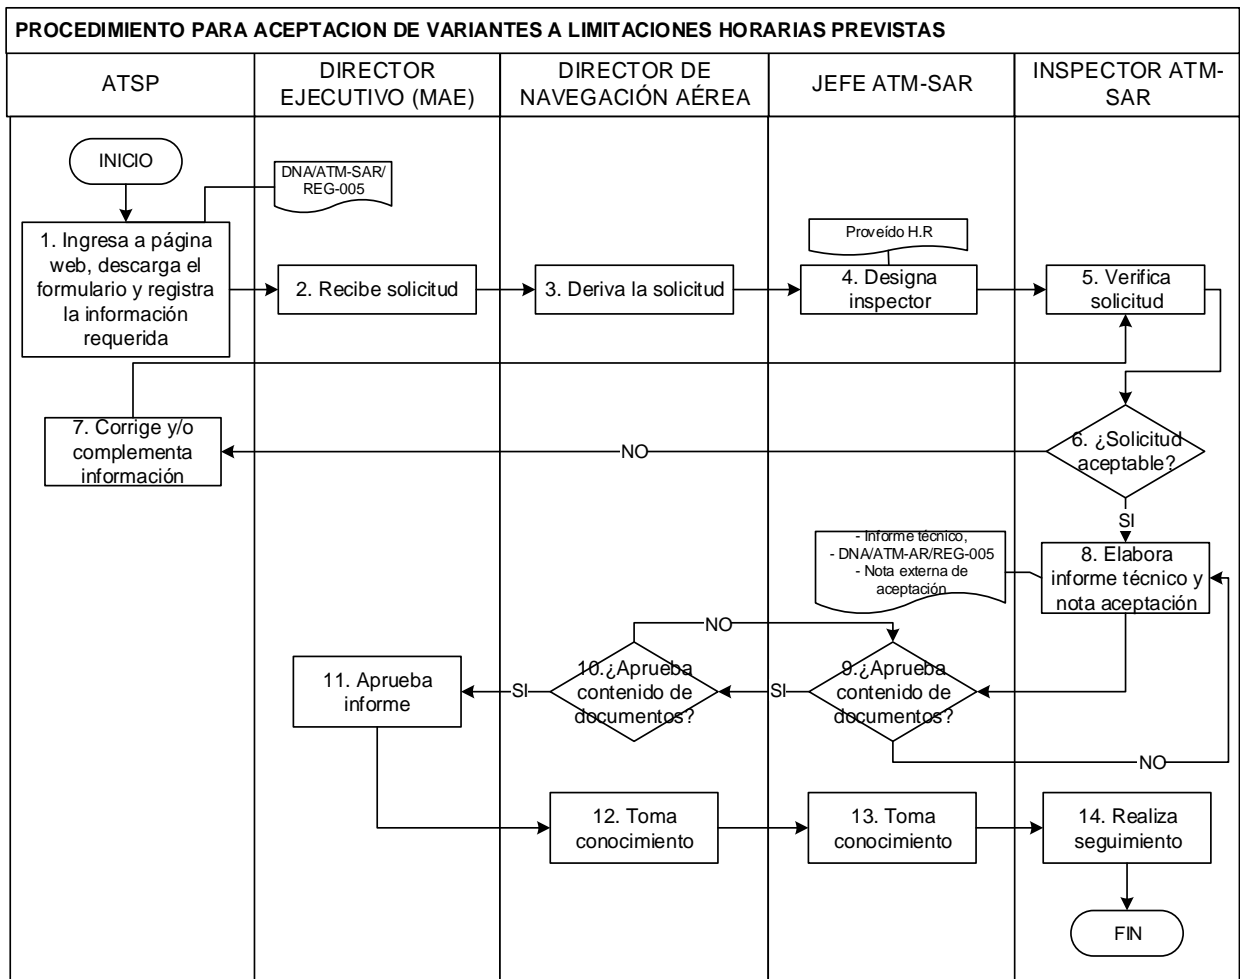 PROCEDIMIENTO PARA ACEPTACION DE VARIANTES A LIMITACIONES HORARIAS PREVISTAS
ATSP
DIRECTOR
EJECUTIVO (MAE)
DIRECTOR DE
NAVEGACIÓN AÉREA
JEFE ATM-SAR
INSPECTOR ATM-
SAR
INICIO
DNA/ATM-SAR/
REG-005
1. Ingresa a página
web, descarga el
formulario y registra
la información
requerida
2. Recibe solicitud
3. Deriva la solicitud
Proveído H.R
4. Designa
inspector
5. Verifica
solicitud
6. ¿Solicitud
aceptable?
NO
7. Corrige y/o
complementa
información
SI
- Informe técnico,
- DNA/ATM-AR/REG-005
- Nota externa de
aceptación
8. Elabora
informe técnico y
nota aceptación
NO
9.¿Aprueba
contenido de
documentos?
NO
SI
10.¿Aprueba
contenido de
documentos?
SI
11. Aprueba
informe
12. Toma
conocimiento
13. Toma
conocimiento
14. Realiza
seguimiento
FIN